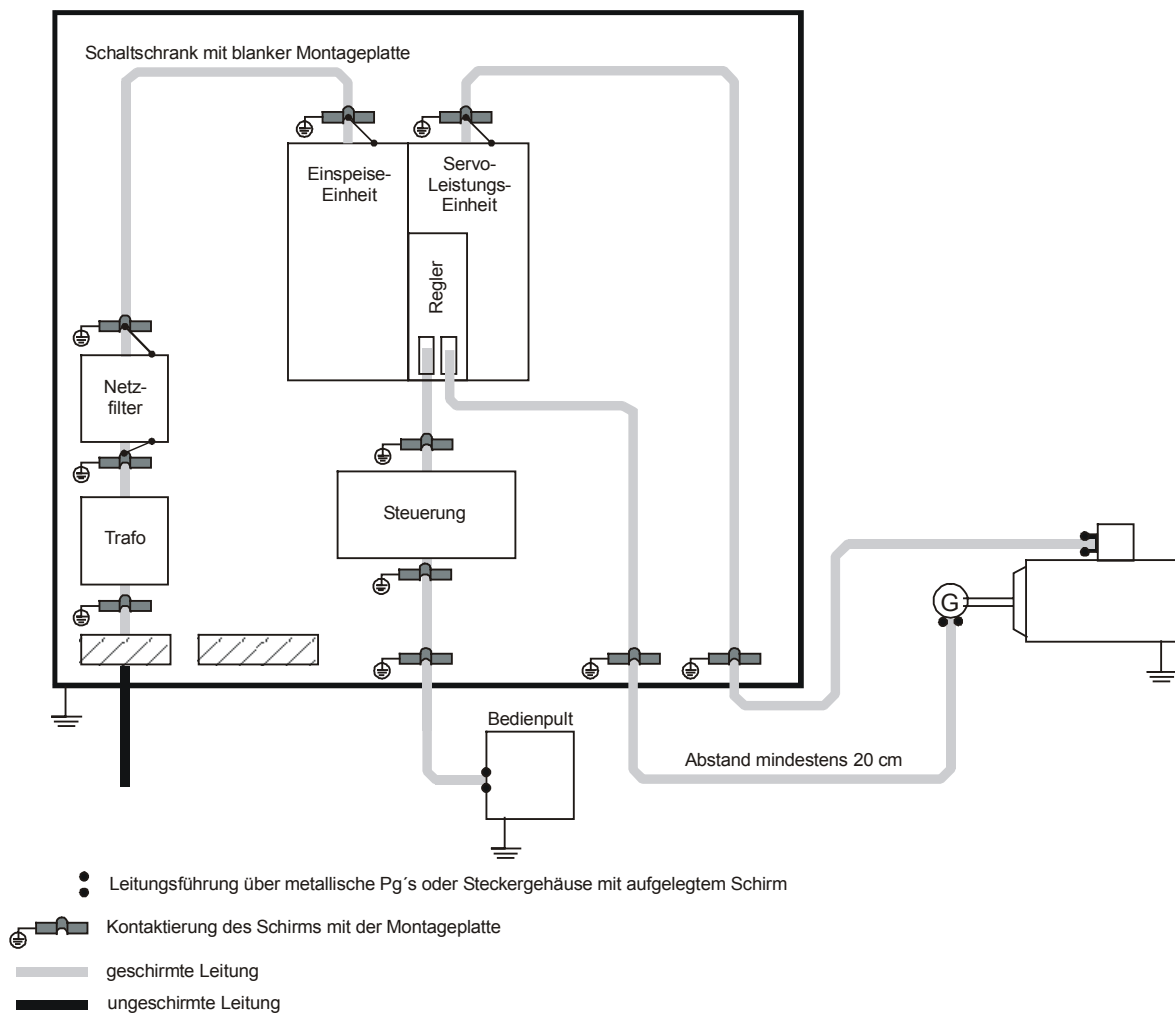 Schaltschrank mit blanker Montageplatte
Einspeise-
Einheit
Servo-
Leistungs-
Einheit
Regler
Netz-
filter
Trafo
Steuerung
G
Bedienpult
Abstand mindestens 20 cm
Leitungsführung über metallische Pg´s oder Steckergehäuse mit aufgelegtem Schirm
Kontaktierung des Schirms mit der Montageplatte
geschirmte Leitung
ungeschirmte Leitung